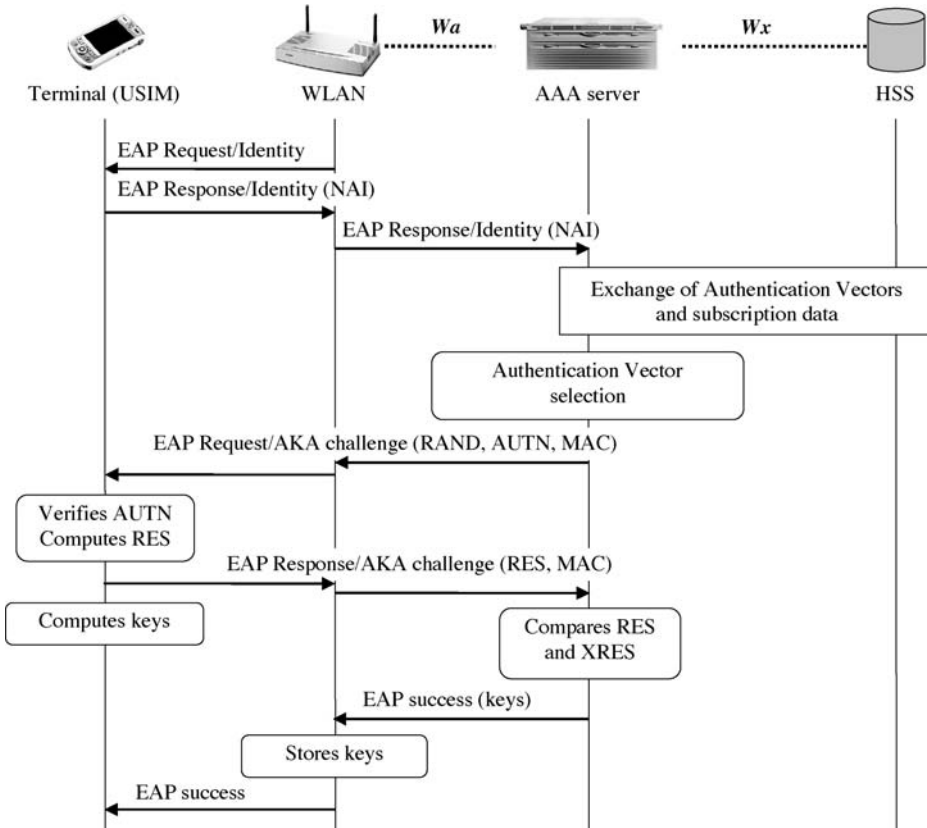 Wa
Wx
Terminal (USIM)
WLAN
AAA server
HSS
EAP Request/Identity
EAP Response/Identity (NAI)
EAP Response/Identity (NAI)
Exchange of Authentication Vectors
and subscription data
Authentication Vector
selection
EAP Request/AKA challenge (RAND, AUTN, MAC)
Verifies AUTN
Computes RES
EAP Response/AKA challenge (RES, MAC)
Computes keys
Compares RES
and XRES
EAP success (keys)
Stores keys
EAP success